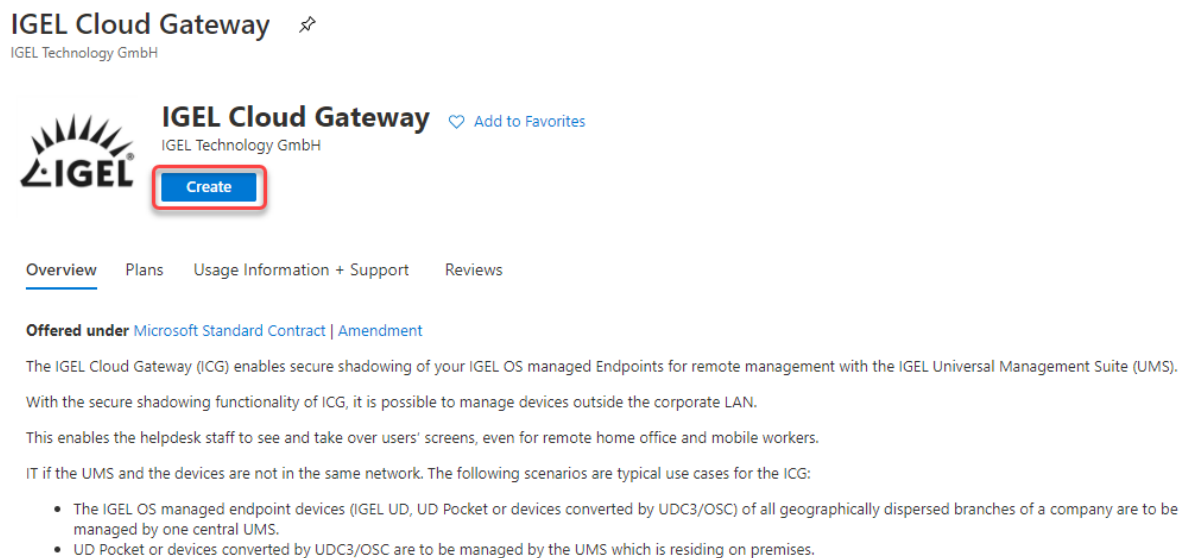 IGEL Cloud Gateway
IGEL Technology GmbH
IGEL Cloud Gateway Add to Favorites
IGEL Technology GmbH
IGEL®
Create
Overview Plans Usage Information + Support Reviews
Offered under Microsoft Standard Contract | Amendment
The IGEL Cloud Gateway (ICG) enables secure shadowing of your IGEL OS managed Endpoints for remote management with the IGEL Universal Management Suite (UMS).
With the secure shadowing functionality of ICG, it is possible to manage devices outside the corporate LAN.
This enables the helpdesk staff to see and take over users' screens, even for remote home office and mobile workers.
IT if the UMS and the devices are not in the same network. The following scenarios are typical use cases for the ICG:
• The IGEL OS managed endpoint devices (IGEL UD, UD Pocket or devices converted by UDC3/OSC) of all geographically dispersed branches of a company are to be
managed by one central UMS.
• UD Pocket or devices converted by UDC3/OSC are to be managed by the UMS which is residing on premises.